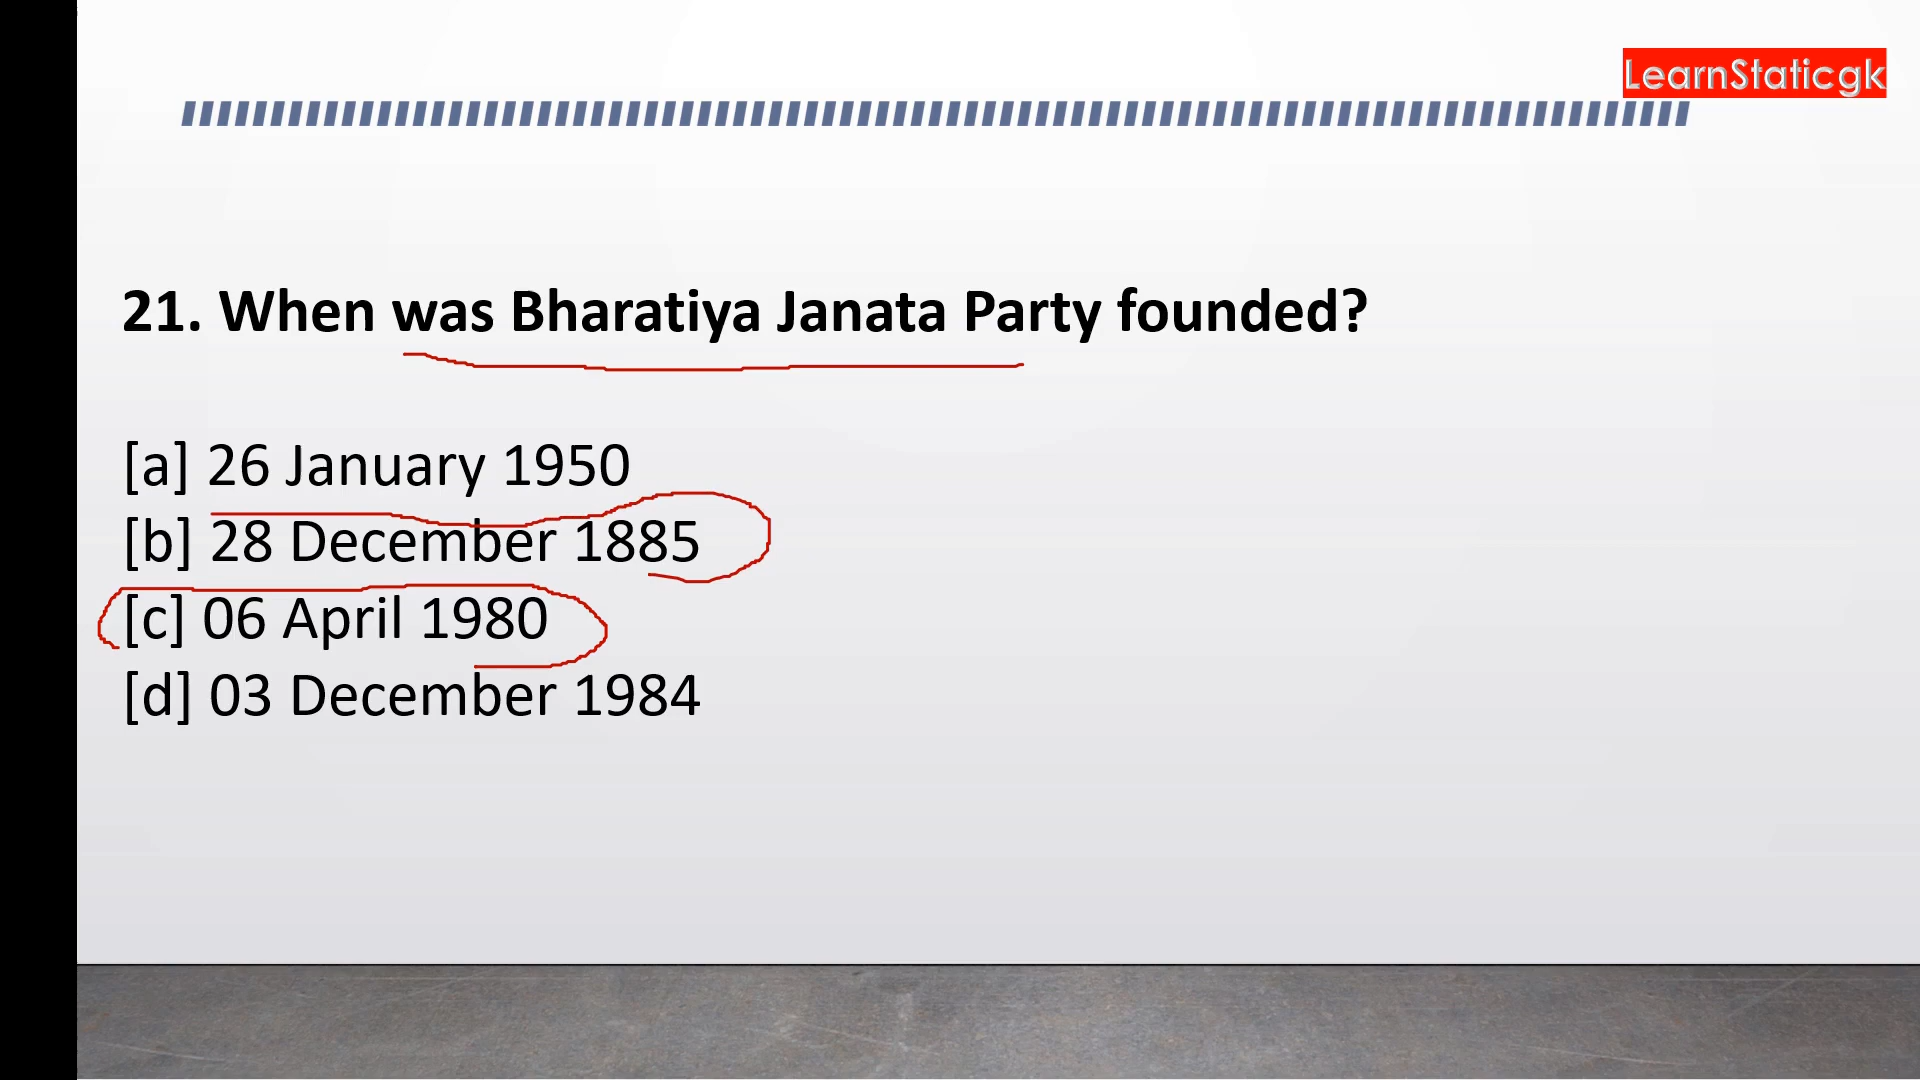 LearnStaticgk
21. When was Bharatiya Janata Party founded?
[a] 26 January 1950
[b] 28 December 1885
[c] 06 April 1980
[d] 03 December 1984